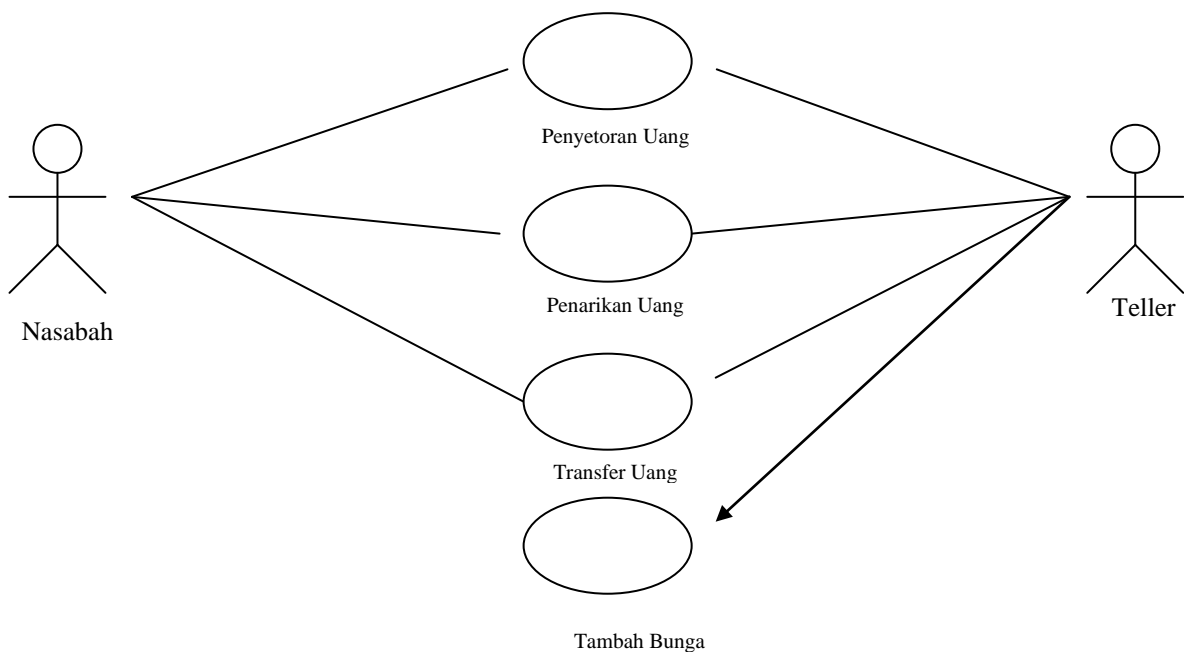 Penyetoran Uang
Penarikan Uang
Nasabah
Teller
Transfer Uang
Tambah Bunga